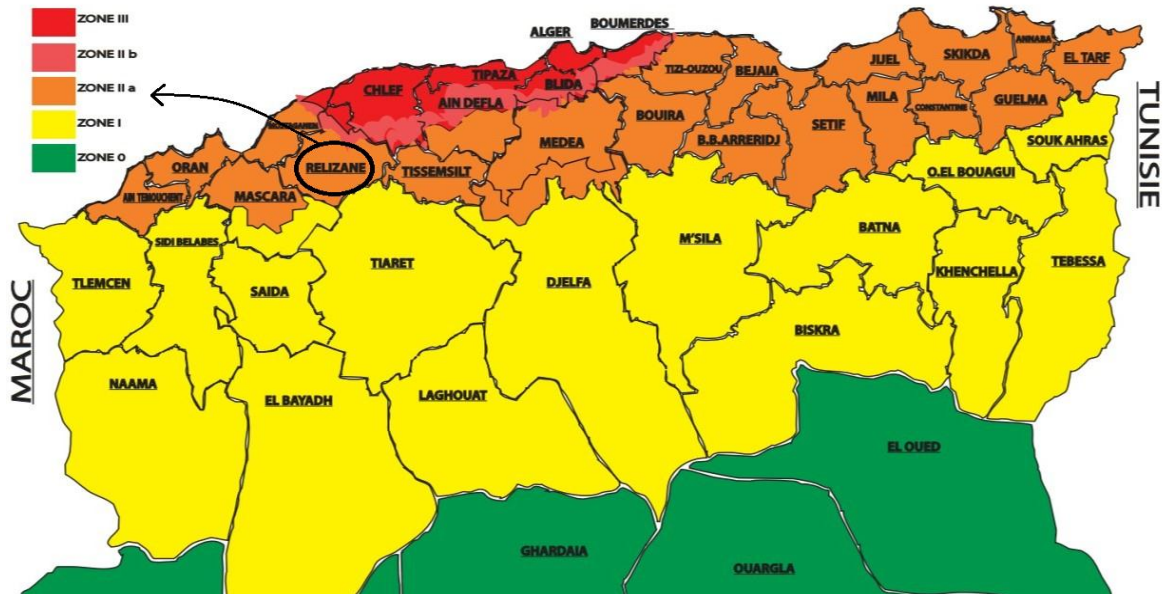 ZONE III
ZONE II b
ZONE II a
ZONE I
ZONE 0
ALGER
BOUMERDES
TIPAZA
BLIDA
CHLEF
AIN DEFLA
TIZI-OUZOU
BEJAIA
JIJEL
SKIKDA
ANNABA
EL TARF
MILA
CONSTANTINE
GUELMA
BOUIRA
B.B.ARRERIDJ
SETIF
SOUK AHRAS
MEDEA
ORAN
RELIZANE
TISSEMSILT
O.EL BOUAGUI
AIN TEMOUCHENT
MASCARA
SIDI BELABES
M'SILA
BATNA
TLEMCEN
SAIDA
TIARET
DJELFA
KHENCHELLA
TEBESSA
BISKRA
NAAMA
EL BAYADH
LAGHOUAT
EL OUED
GHARDAIA
OUARGLA
MAROC
TUNISIE